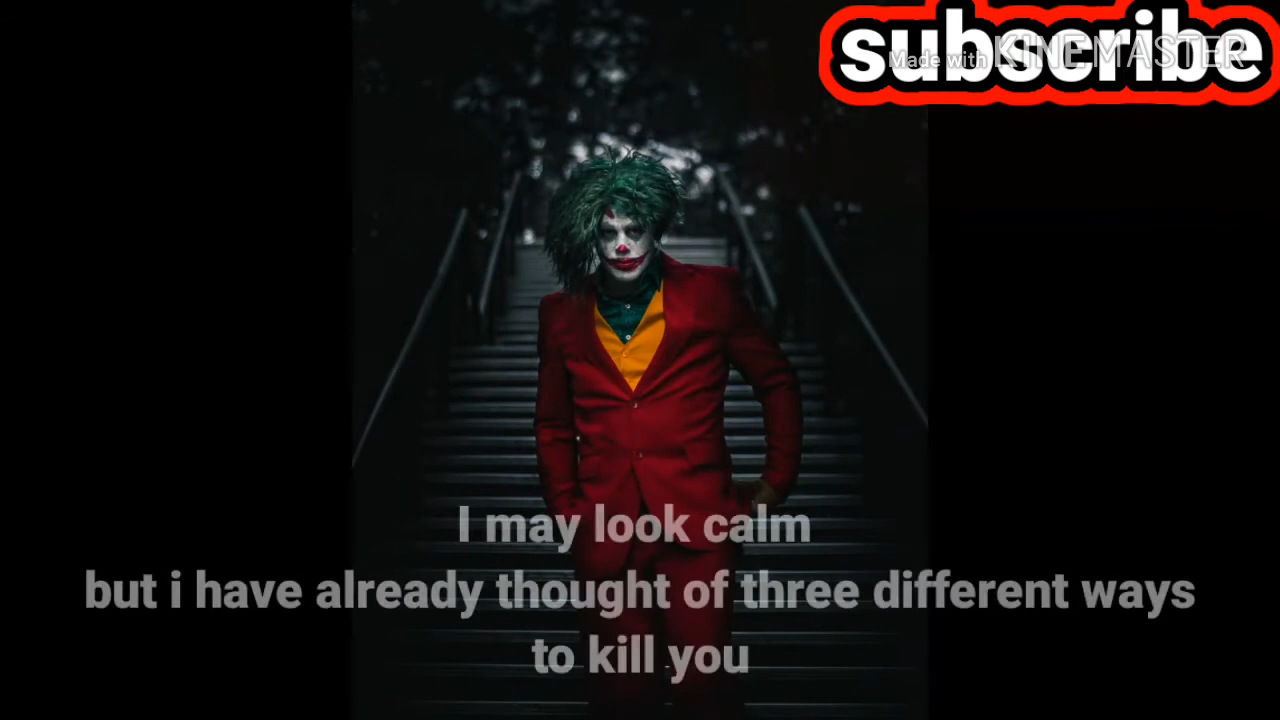 subscribe
Made with KINEMASTER
I may look calm
but i have already thought of three different ways
to kill you